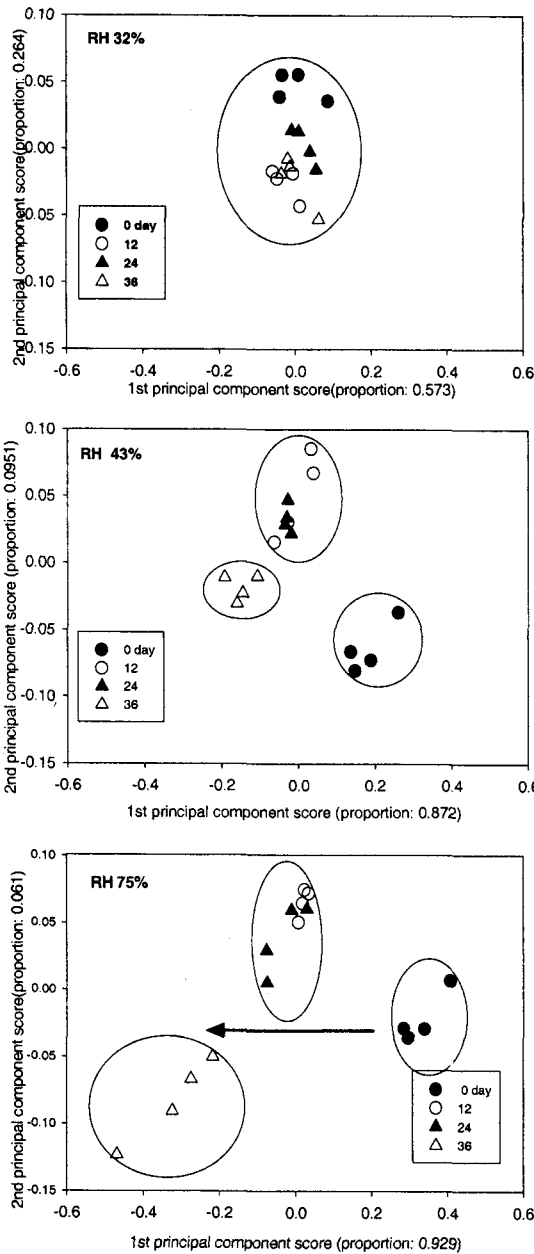 RH 32%
2nd principal component score(proportion: 0.264)
0.10
0.05
0.00
-0.05
-0.10
-0.15
0 day
12
24
36
-0.6 -0.4 -0.2 0.0 0.2 0.4 0.6
1st principal component score(proportion: 0.573)
RH 43%
2nd principal component score (proportion: 0.0951)
0.10
0.05
0.00
-0.05
-0.10
-0.15
0 day
12
24
36
-0.6 -0.4 -0.2 0.0 0.2 0.4 0.6
1st principal component score (proportion: 0.872)
RH 75%
2nd principal component score(proportion: 0.061)
0.10
0.05
0.00
-0.05
-0.10
-0.15
0 day
12
24
36
-0.6 -0.4 -0.2 0.0 0.2 0.4 0.6
1st principal component score (proportion: 0.929)